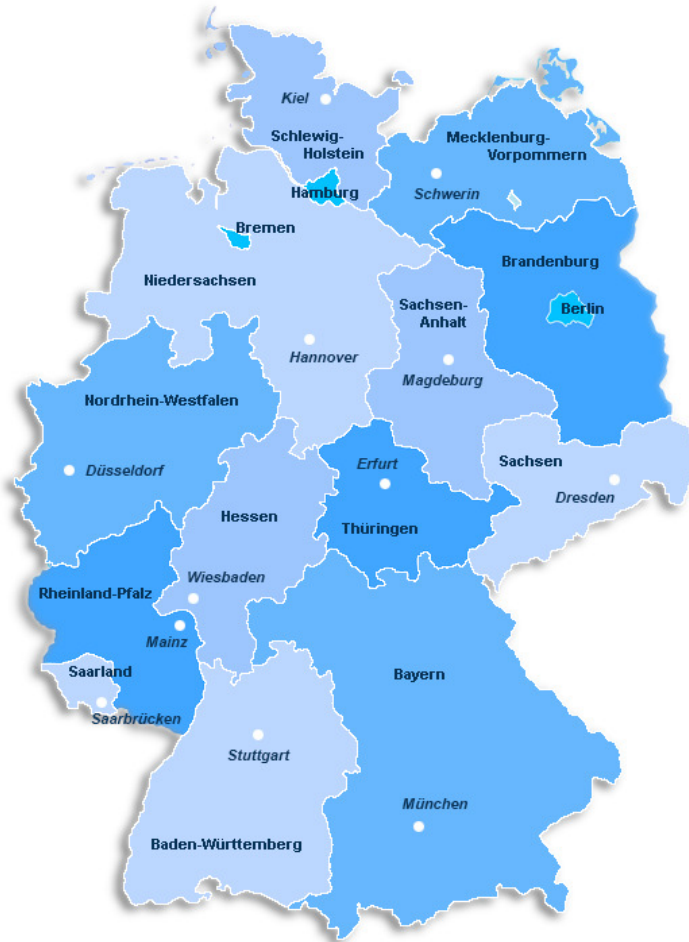 Kiel
Schlewig-
Holstein
Mecklenburg-
Vorpommern
Schwerin
Hamburg
Bremen
Niedersachsen
Brandenburg
Berlin
Sachsen-
Anhalt
Hannover
Magdeburg
Nordrhein-Westfalen
Düsseldorf
Erfurt
Sachsen
Dresden
Hessen
Thüringen
Wiesbaden
Rheinland-Pfalz
Mainz
Saarland
Saarbrücken
Bayern
Stuttgart
München
Baden-Württemberg